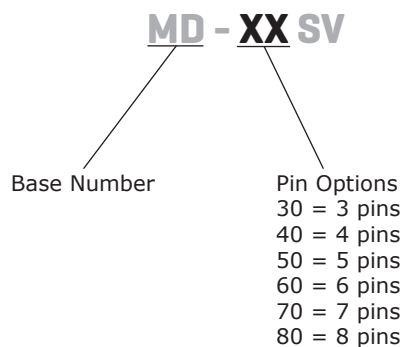 MD - XX SV
Base Number
Pin Options
30 = 3 pins
40 = 4 pins
50 = 5 pins
60 = 6 pins
70 = 7 pins
80 = 8 pins